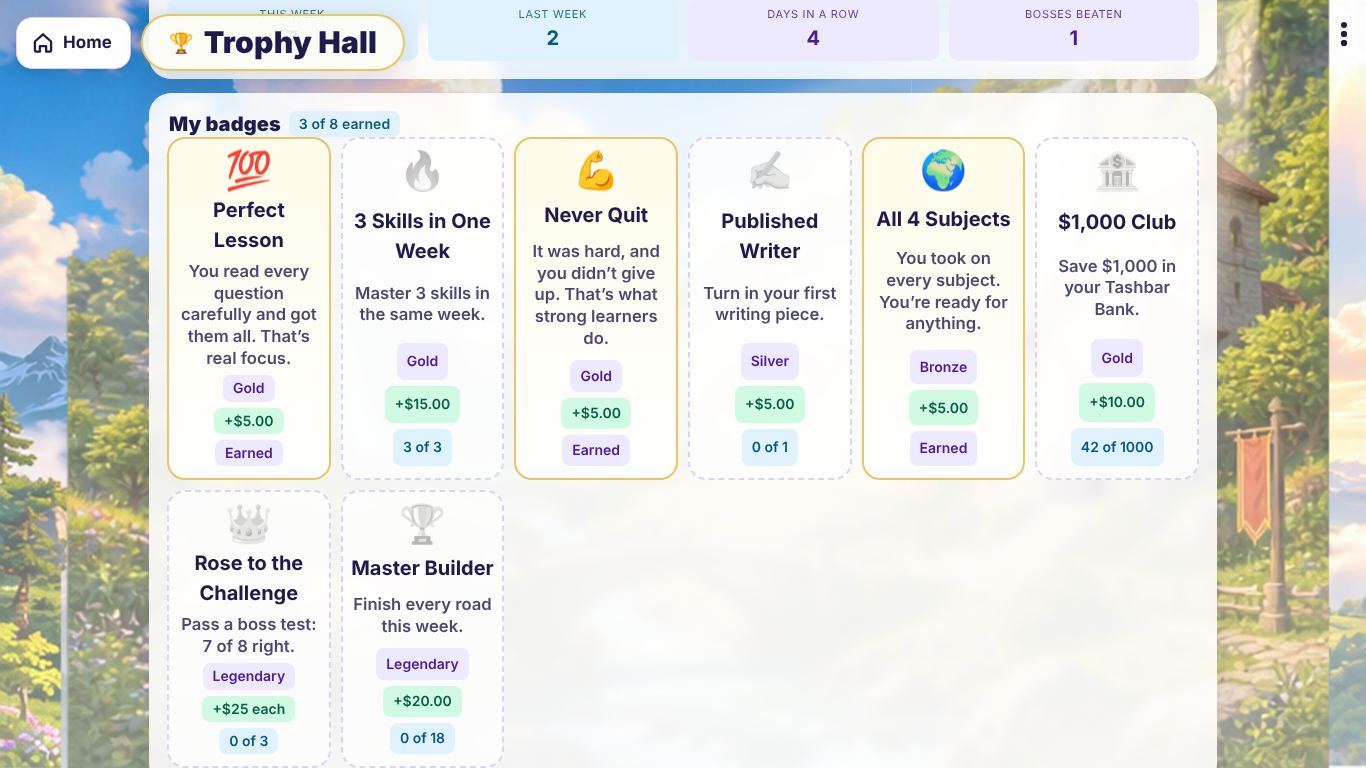 THIS WEEK
LAST WEEK
DAYS IN A ROW
BOSSES BEATEN
Home
🏆 Trophy Hall
2
4
1
My badges
3 of 8 earned
Perfect
Lesson
You read every
question
carefully and got
them all. That’s
real focus.
Gold
+$5.00
Earned
3 Skills in One
Week
Master 3 skills in
the same week.
Gold
+$15.00
3 of 3
Never Quit
It was hard, and
you didn’t give
up. That’s what
strong learners
do.
Gold
+$5.00
Earned
Published
Writer
Turn in your first
writing piece.
Silver
+$5.00
0 of 1
All 4 Subjects
You took on
every subject.
You’re ready for
anything.
Bronze
+$5.00
Earned
$1,000 Club
Save $1,000 in
your Tashbar
Bank.
Gold
+$10.00
42 of 1000
Rose to the
Challenge
Pass a boss test:
7 of 8 right.
Legendary
+$25 each
0 of 3
Master Builder
Finish every road
this week.
Legendary
+$20.00
0 of 18